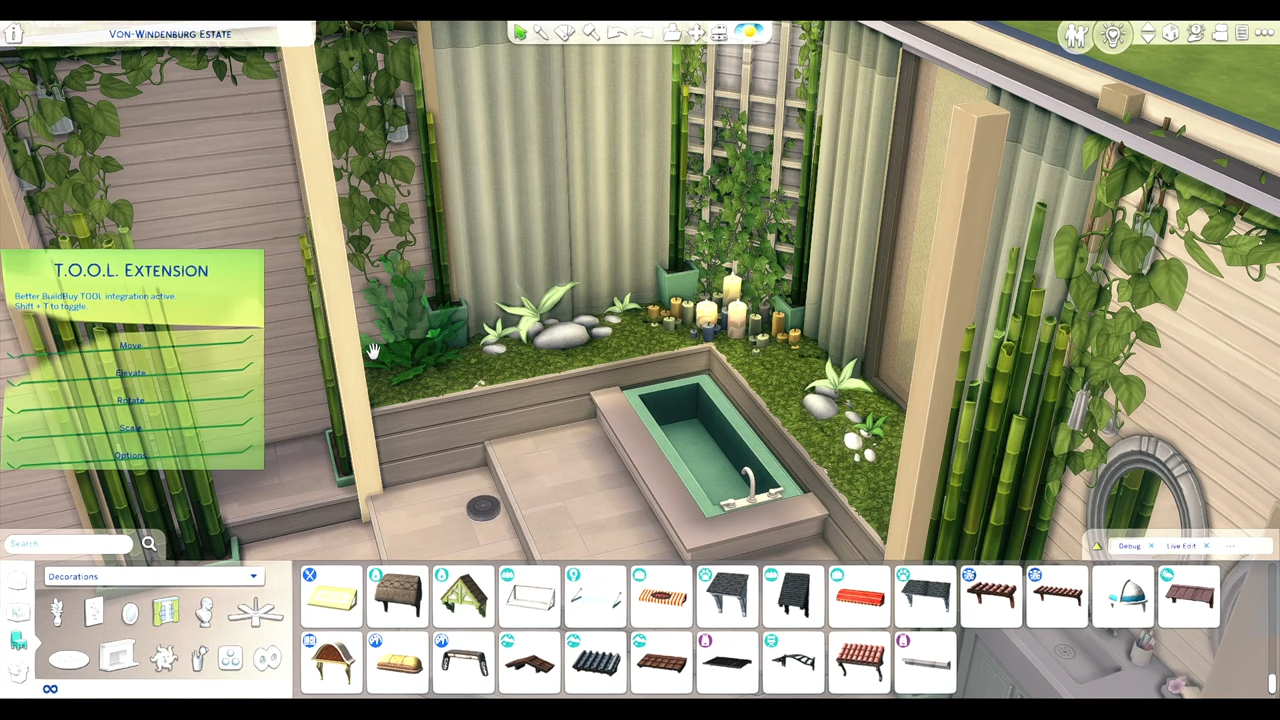 Von-Windenburg Estate
T.O.O.L. Extension
Better BuildBuy TOOL integration active.
Shift + T to toggle.
Move
Elevate
Rotate
Scale
Options
Search
Debug
Live Edit
Decorations